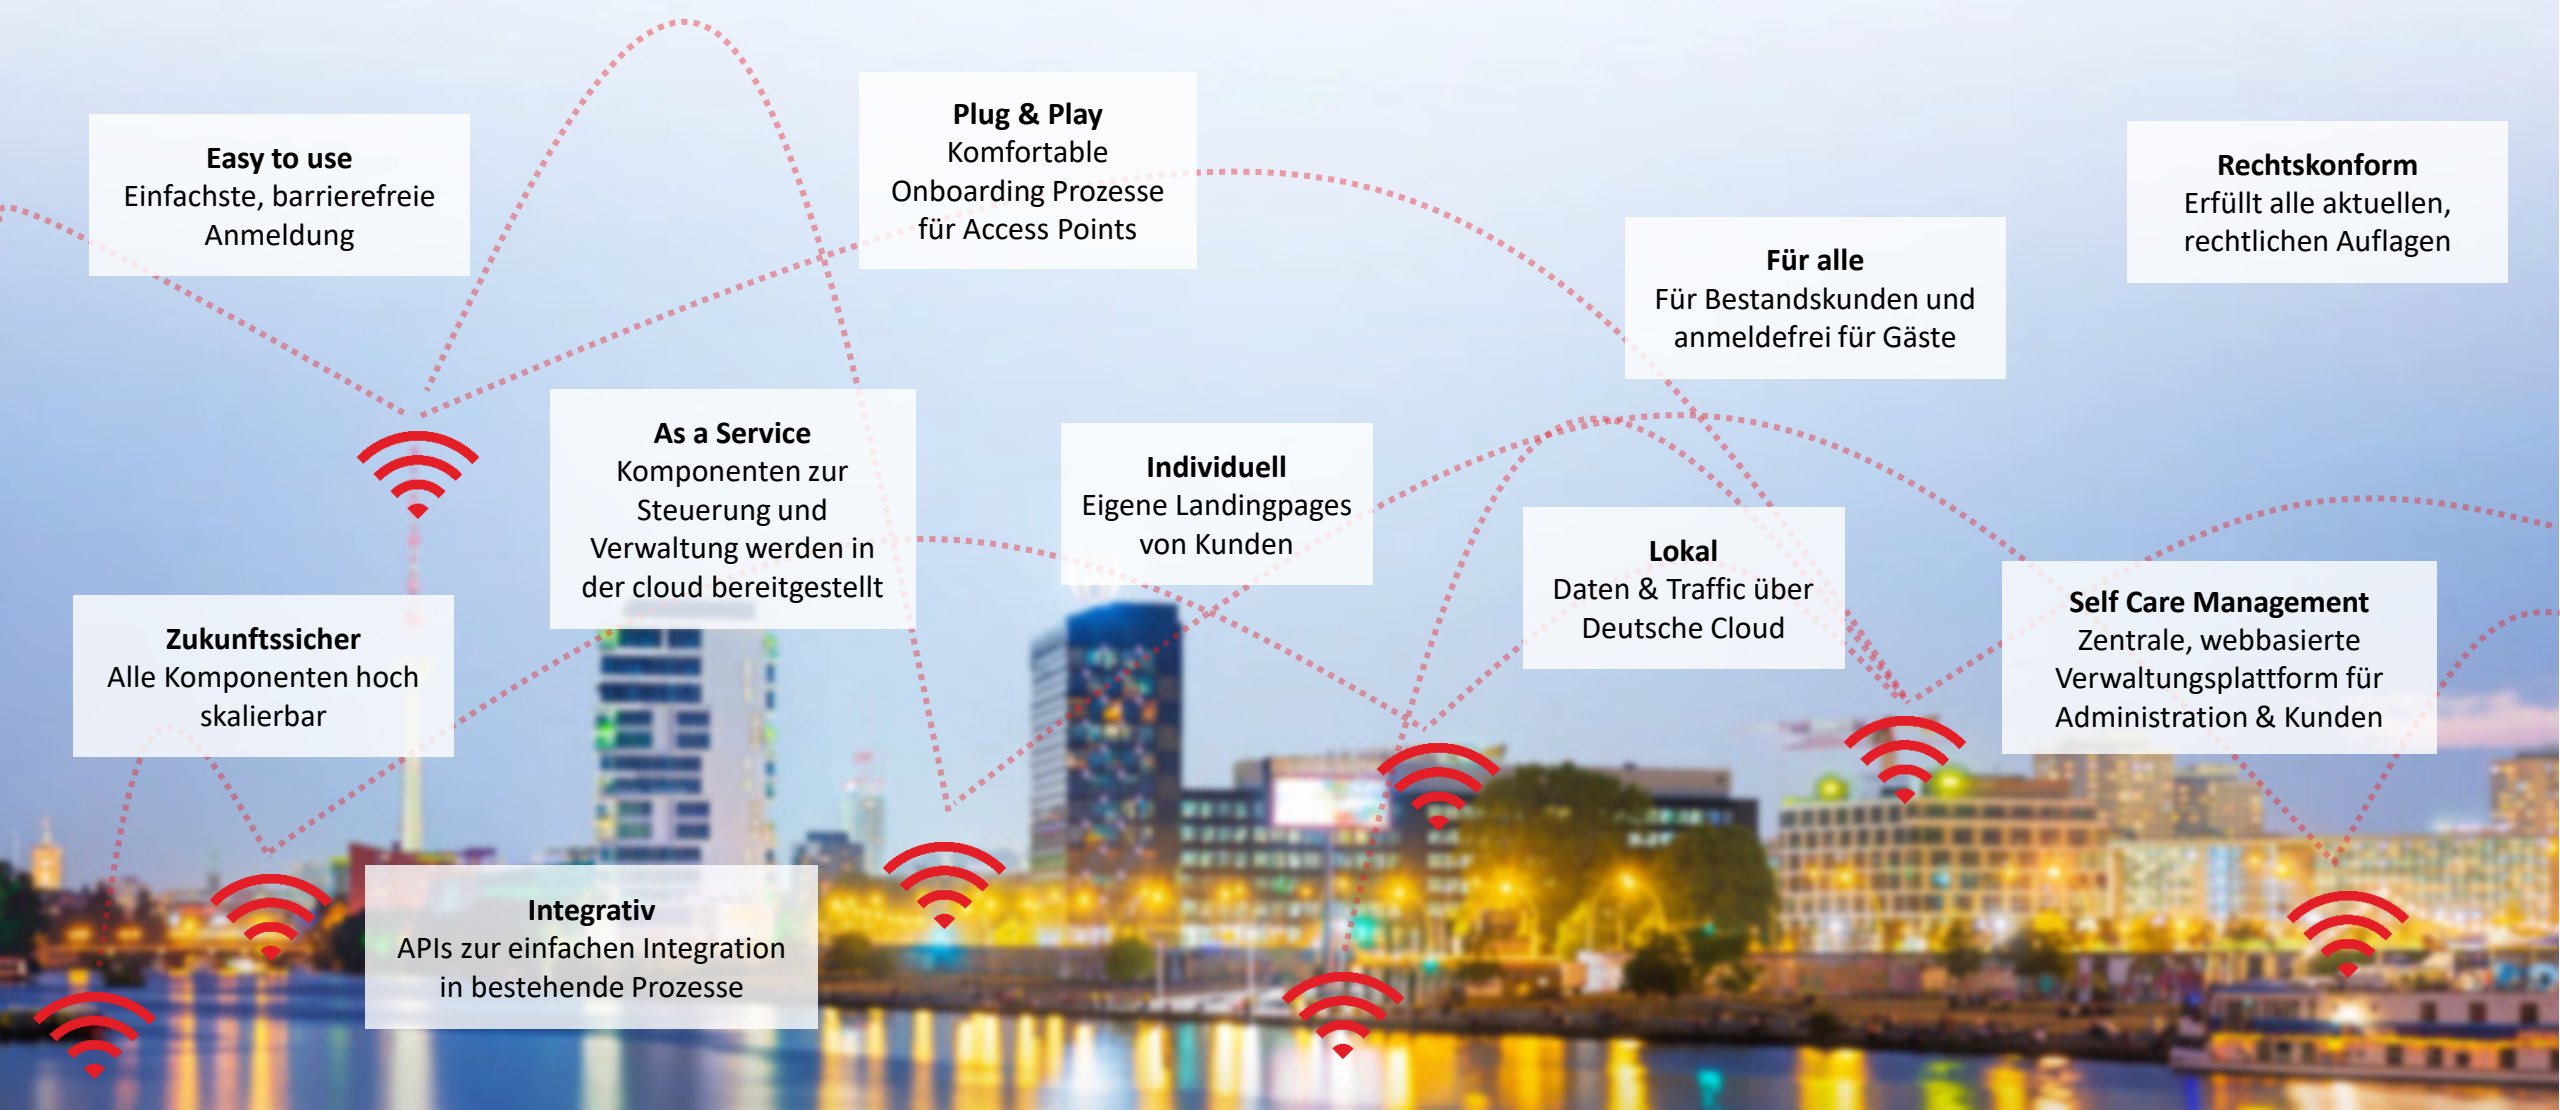 Easy to use
Einfachste, barrierefreie
Anmeldung
Plug & Play
Komfortable
Onboarding Prozesse
für Access Points
Rechtskonform
Erfüllt alle aktuellen,
rechtlichen Auflagen
Für alle
Für Bestandskunden und
anmeldefrei für Gäste
As a Service
Komponenten zur
Steuerung und
Verwaltung werden in
der cloud bereitgestellt
Individuell
Eigene Landingpages
von Kunden
Lokal
Daten & Traffic über
Deutsche Cloud
Self Care Management
Zentrale, webbasierte
Verwaltungsplattform für
Administration & Kunden
Zukunftssicher
Alle Komponenten hoch
skalierbar
Integrativ
APIs zur einfachen Integration
in bestehende Prozesse